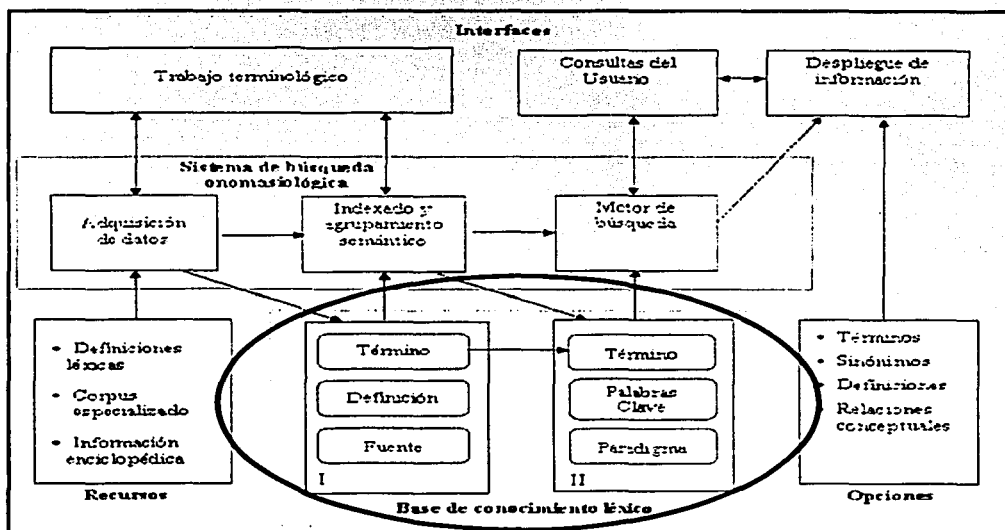 Interfaces
Trabajo terminológico
Consultas del
Usuario
Despliegue de
información
Sistema de búsqueda
onomasiológica
Adquisición
de datos
Indexado y
agrupamiento
semántico
Motor de
búsqueda
• Definiciones
léxicas
• Corpus
especializado
• Información
enciclopédica
Recursos
Término
Definición
Fuente
I
Término
Palabras
Clave
Paradigma
II
Base de conocimiento léxico
• Términos
• Sinónimos
• Definiciones
• Relaciones
conceptuales
Opciones